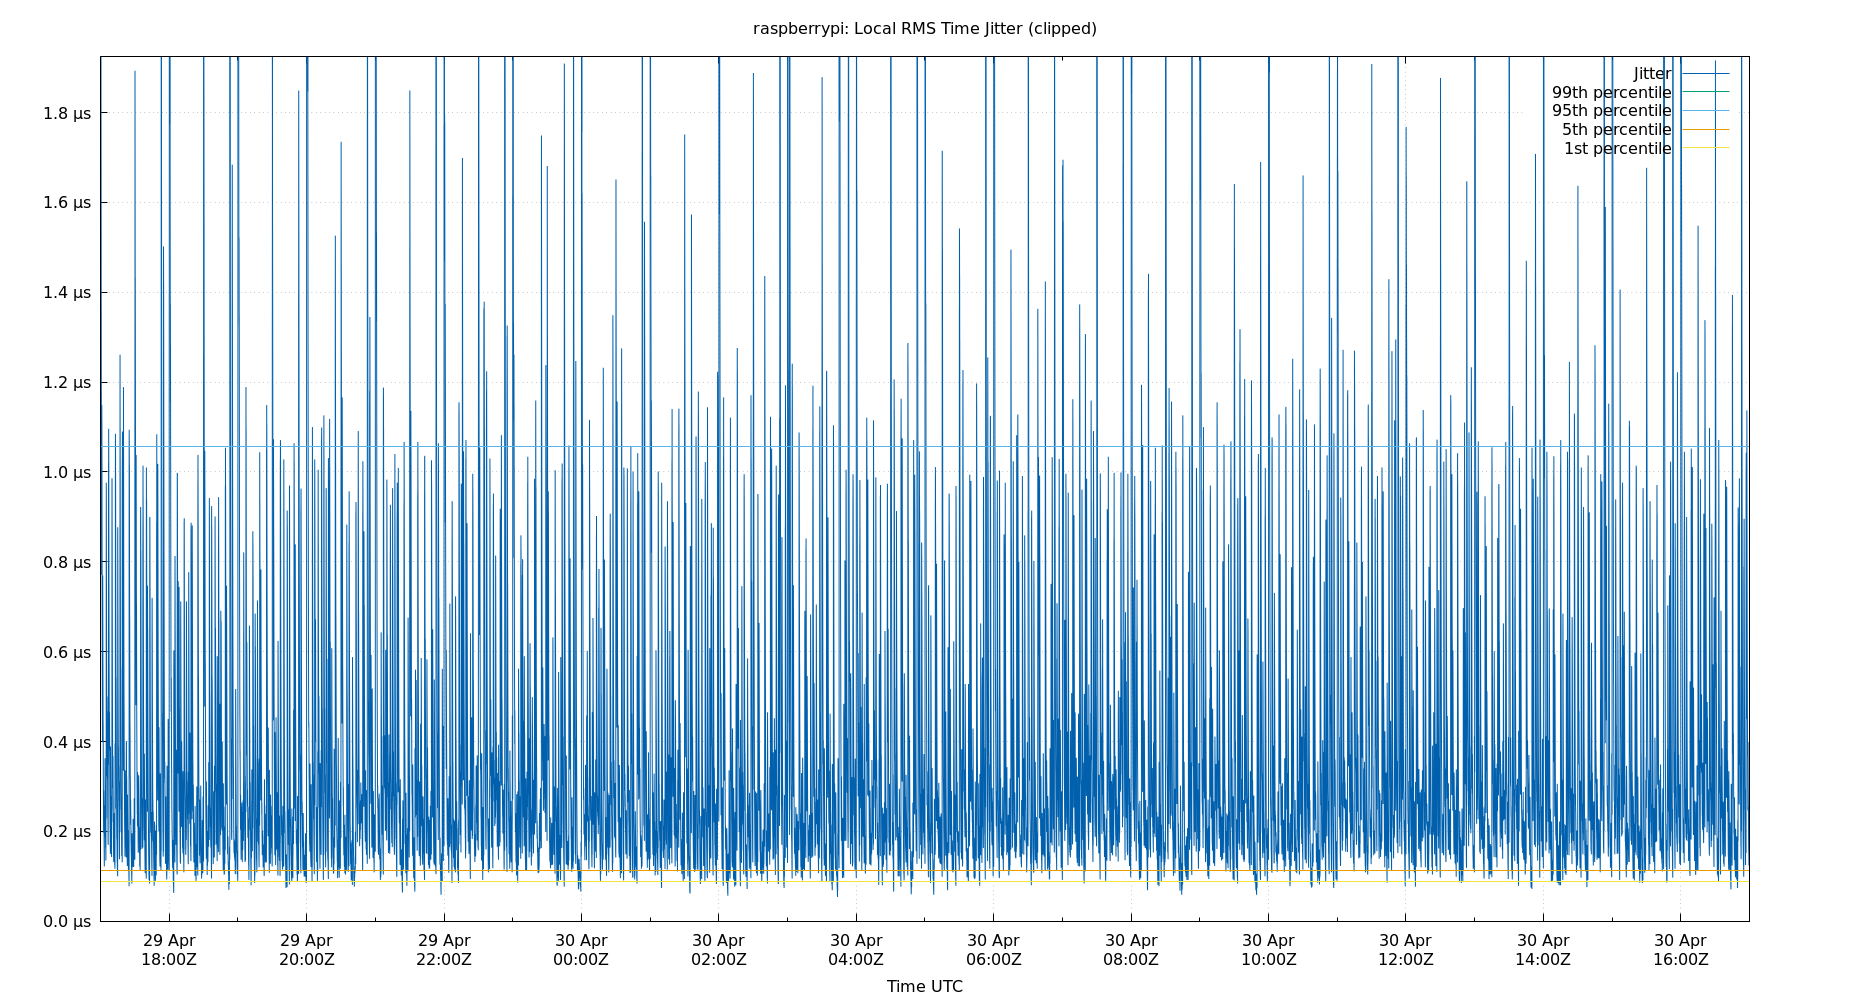 raspberrypi: Local RMS Time Jitter (clipped)
Jitter
99th percentile
95th percentile
5th percentile
1st percentile
1.8 µs
1.6 µs
1.4 µs
1.2 µs
1.0 µs
0.8 µs
0.6 µs
0.4 µs
0.2 µs
0.0 µs
29 Apr 29 Apr 29 Apr 30 Apr 30 Apr 30 Apr 30 Apr 30 Apr 30 Apr 30 Apr 30 Apr 30 Apr
18:00Z 20:00Z 22:00Z 00:00Z 02:00Z 04:00Z 06:00Z 08:00Z 10:00Z 12:00Z 14:00Z 16:00Z
Time UTC